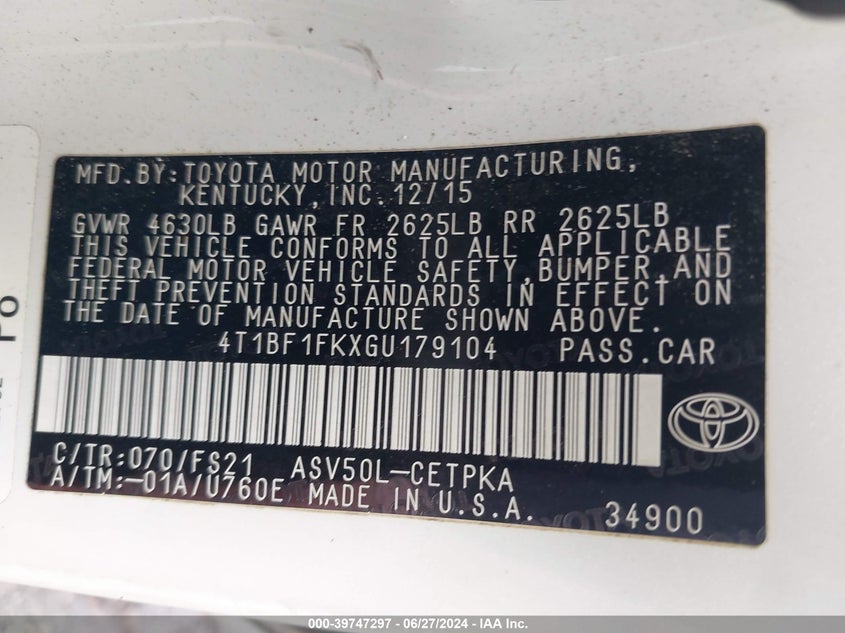 MFD. BY: TOYOTA MOTOR MANUFACTURING,
KENTUCKY, INC. 12/15
GVWR 4630LB GAWR FR 2625LB RR 2625LB
THIS VEHICLE CONFORMS TO ALL APPLICABLE
FEDERAL MOTOR VEHICLE SAFETY, BUMPER, AND
THEFT PREVENTION STANDARDS IN EFFECT ON
THE DATE OF MANUFACTURE SHOWN ABOVE.
4T1BF1FKXGU179104 PASS.CAR
C/TR:070/FS21 ASV50L-CETPKA
A/TM:-01A/U760E MADE IN U.S.A. 34900
000-39747297 - 06/27/2024 - IAA Inc.